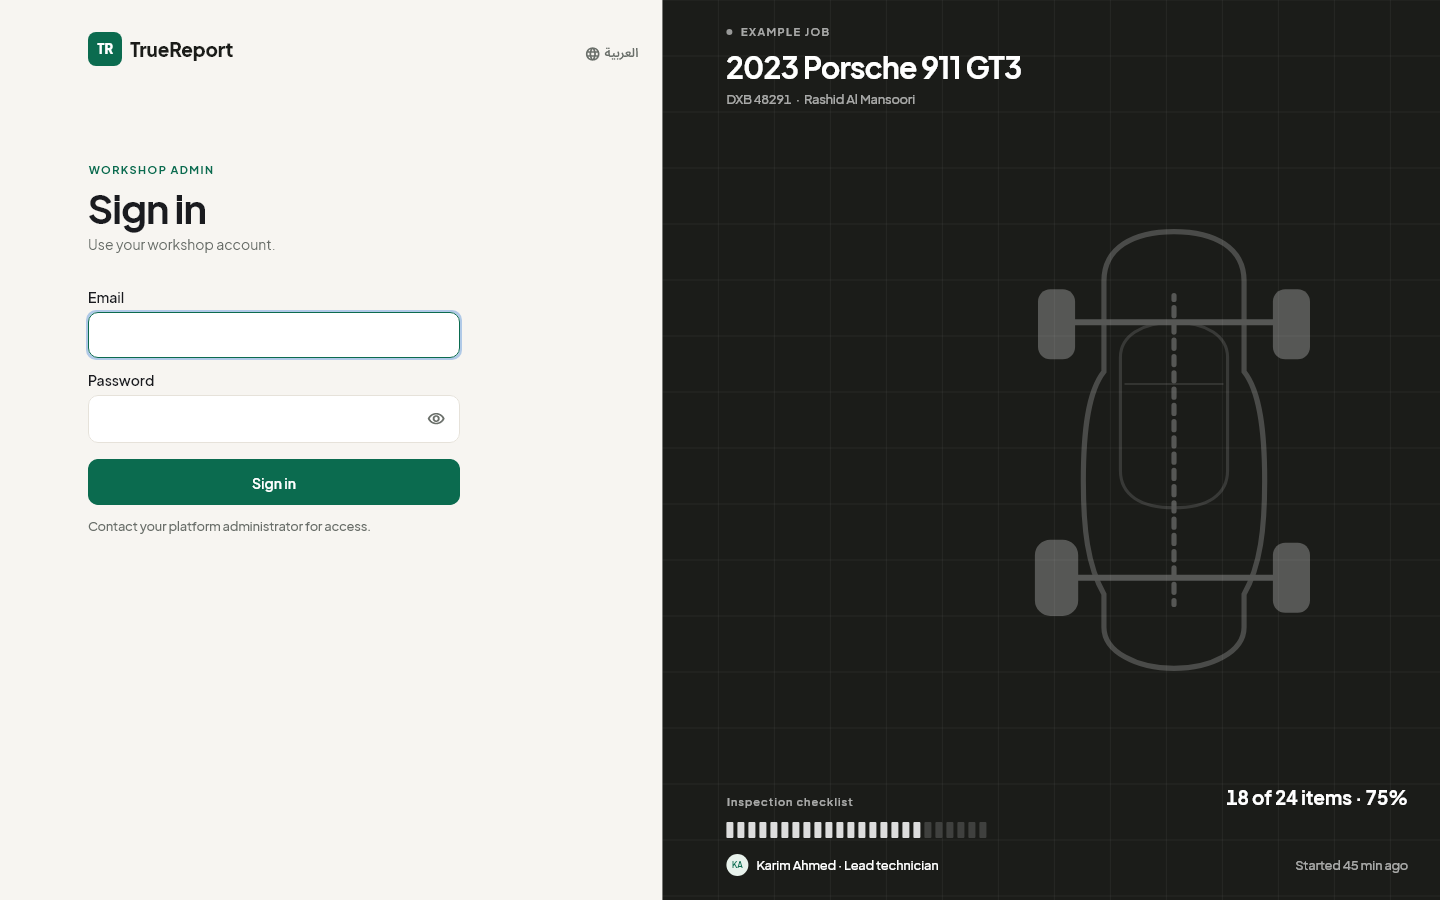 TR TrueReport
العربية
WORKSHOP ADMIN
Sign in
Use your workshop account.
Email
Password
Sign in
Contact your platform administrator for access.
EXAMPLE JOB
2023 Porsche 911 GT3
DXB 48291 · Rashid Al Mansoori
Inspection checklist
18 of 24 items · 75%
KA Karim Ahmed · Lead technician
Started 45 min ago